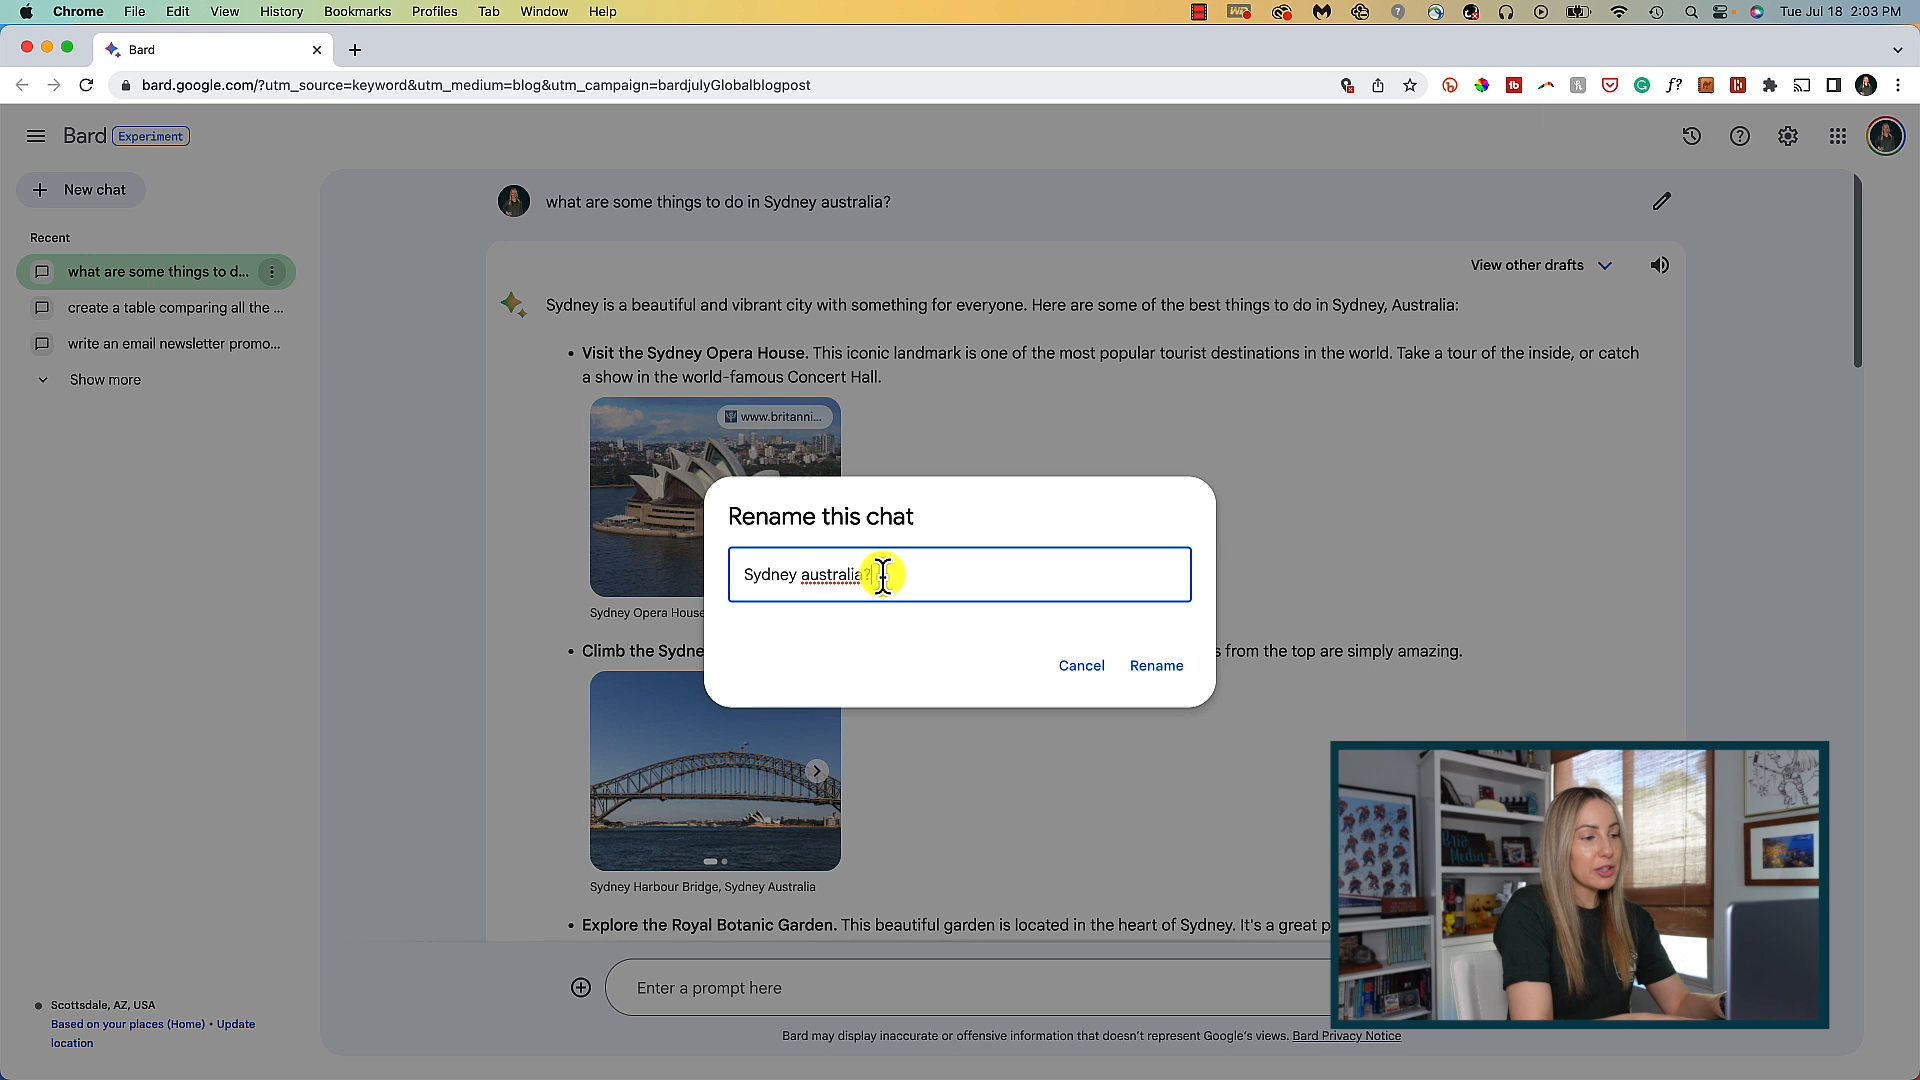 Chrome File Edit View History Bookmarks Profiles Tab Window Help
Tue Jul 18 2:03 PM
Bard
bard.google.com/?utm_source=keyword&utm_medium=blog&utm_campaign=bardjulyGlobalblogpost
Bard Experiment
New chat
Recent
what are some things to d...
create a table comparing all the ...
write an email newsletter promo...
Show more
what are some things to do in Sydney australia?
View other drafts
Sydney is a beautiful and vibrant city with something for everyone. Here are some of the best things to do in Sydney, Australia:
• Visit the Sydney Opera House. This iconic landmark is one of the most popular tourist destinations in the world. Take a tour of the inside, or catch
a show in the world-famous Concert Hall.
www.britanni...
Sydney Opera House
Rename this chat
Sydney australia?
Cancel Rename
• Climb the Sydne
s from the top are simply amazing.
Sydney Harbour Bridge, Sydney Australia
• Explore the Royal Botanic Garden. This beautiful garden is located in the heart of Sydney. It's a great p
Enter a prompt here
Bard may display inaccurate or offensive information that doesn't represent Google's views. Bard Privacy Notice
Scottsdale, AZ, USA
Based on your places (Home) • Update
location